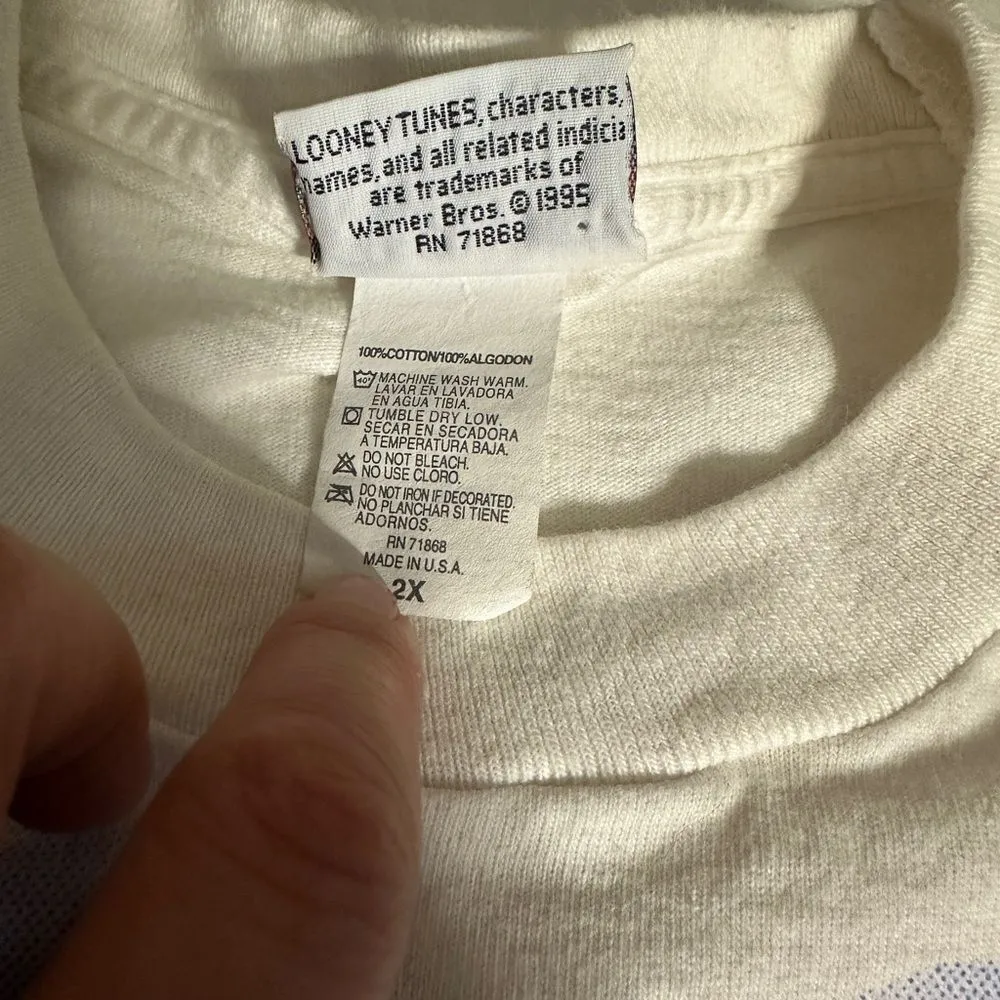 LOONEY TUNES, characters,
names, and all related indicia
are trademarks of
Warner Bros. © 1995
RN 71868
100%COTTON/100%ALGODON
40°
MACHINE WASH WARM.
LAVAR EN LAVADORA
EN AGUA TIBIA.
TUMBLE DRY LOW.
SECAR EN SECADORA
A TEMPERATURA BAJA.
DO NOT BLEACH.
NO USE CLORO.
DO NOT IRON IF DECORATED.
NO PLANCHAR SI TIENE
ADORNOS.
RN 71868
MADE IN U.S.A.
2X